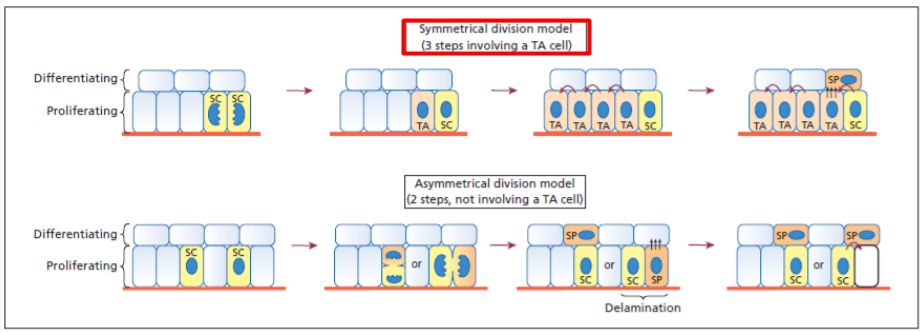 Symmetrical division model
(3 steps involving a TA cell)
Differentiating
SP
Proliferating
SC SC
TA SC
TA TA TA TA SC
TA TA TA TA SC
Asymmetrical division model
(2 steps, not involving a TA cell)
Differentiating
SP SP SP
Proliferating
SC SC
or
SC or SC SP
SC or SC
Delamination